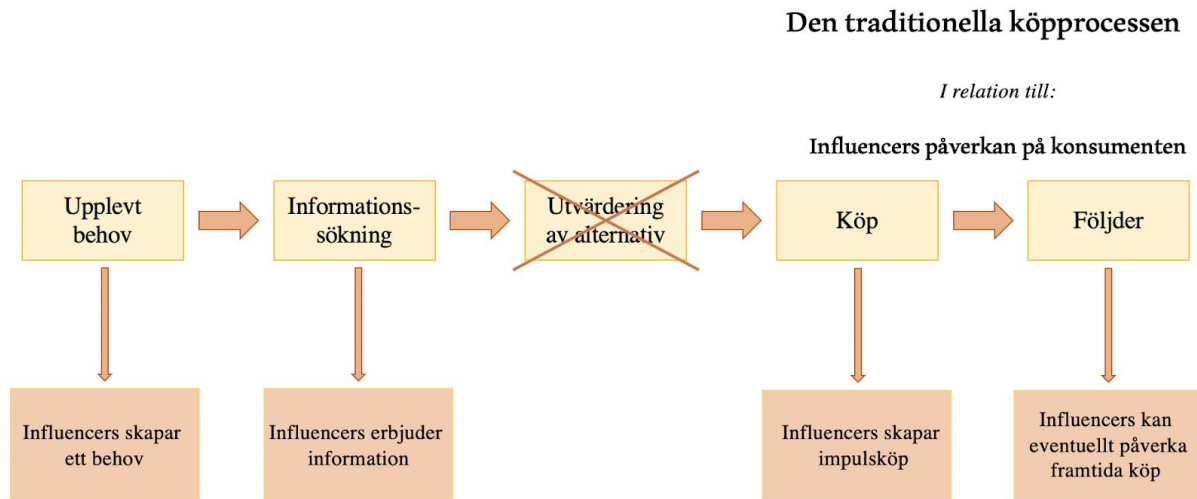 Den traditionella köpprocessen
I relation till:
Influencers påverkan på konsumenten
Upplevt
behov
Informations-
sökning
Utvärdering
av alternativ
Köp
Följder
Influencers skapar
ett behov
Influencers erbjuder
information
Influencers skapar
impulsköp
Influencers kan
eventuellt påverka
framtida köp